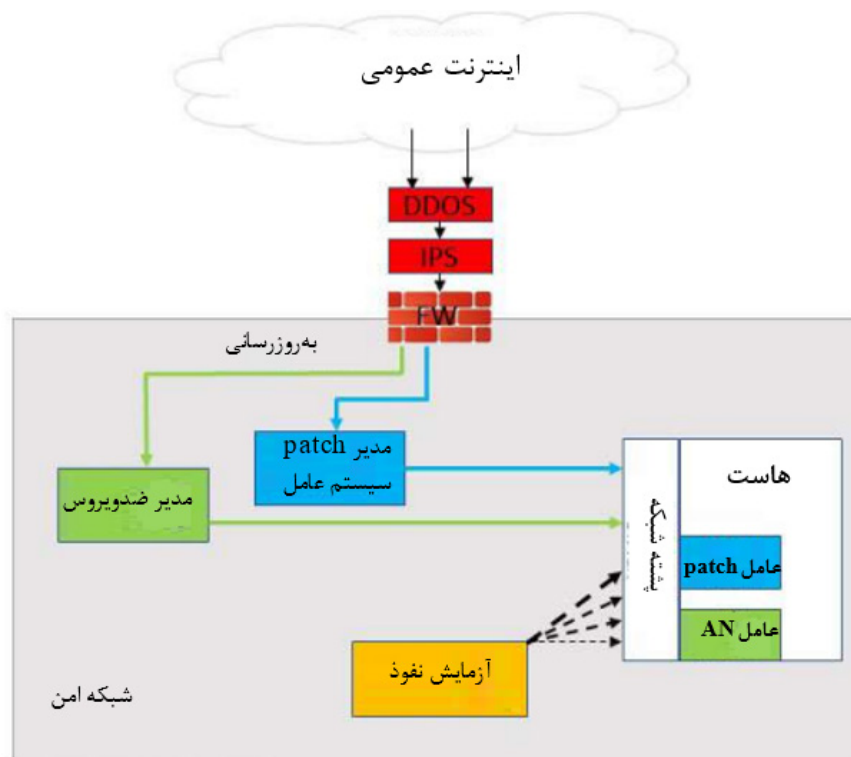 اینترنت عمومی
DDOS
IPS
FW
به‌روزرسانی
مدیر patch
سیستم عامل
مدیر ضدویروس
هاست
پشته شبکه
عامل patch
عامل AN
آزمایش نفوذ
شبکه امن